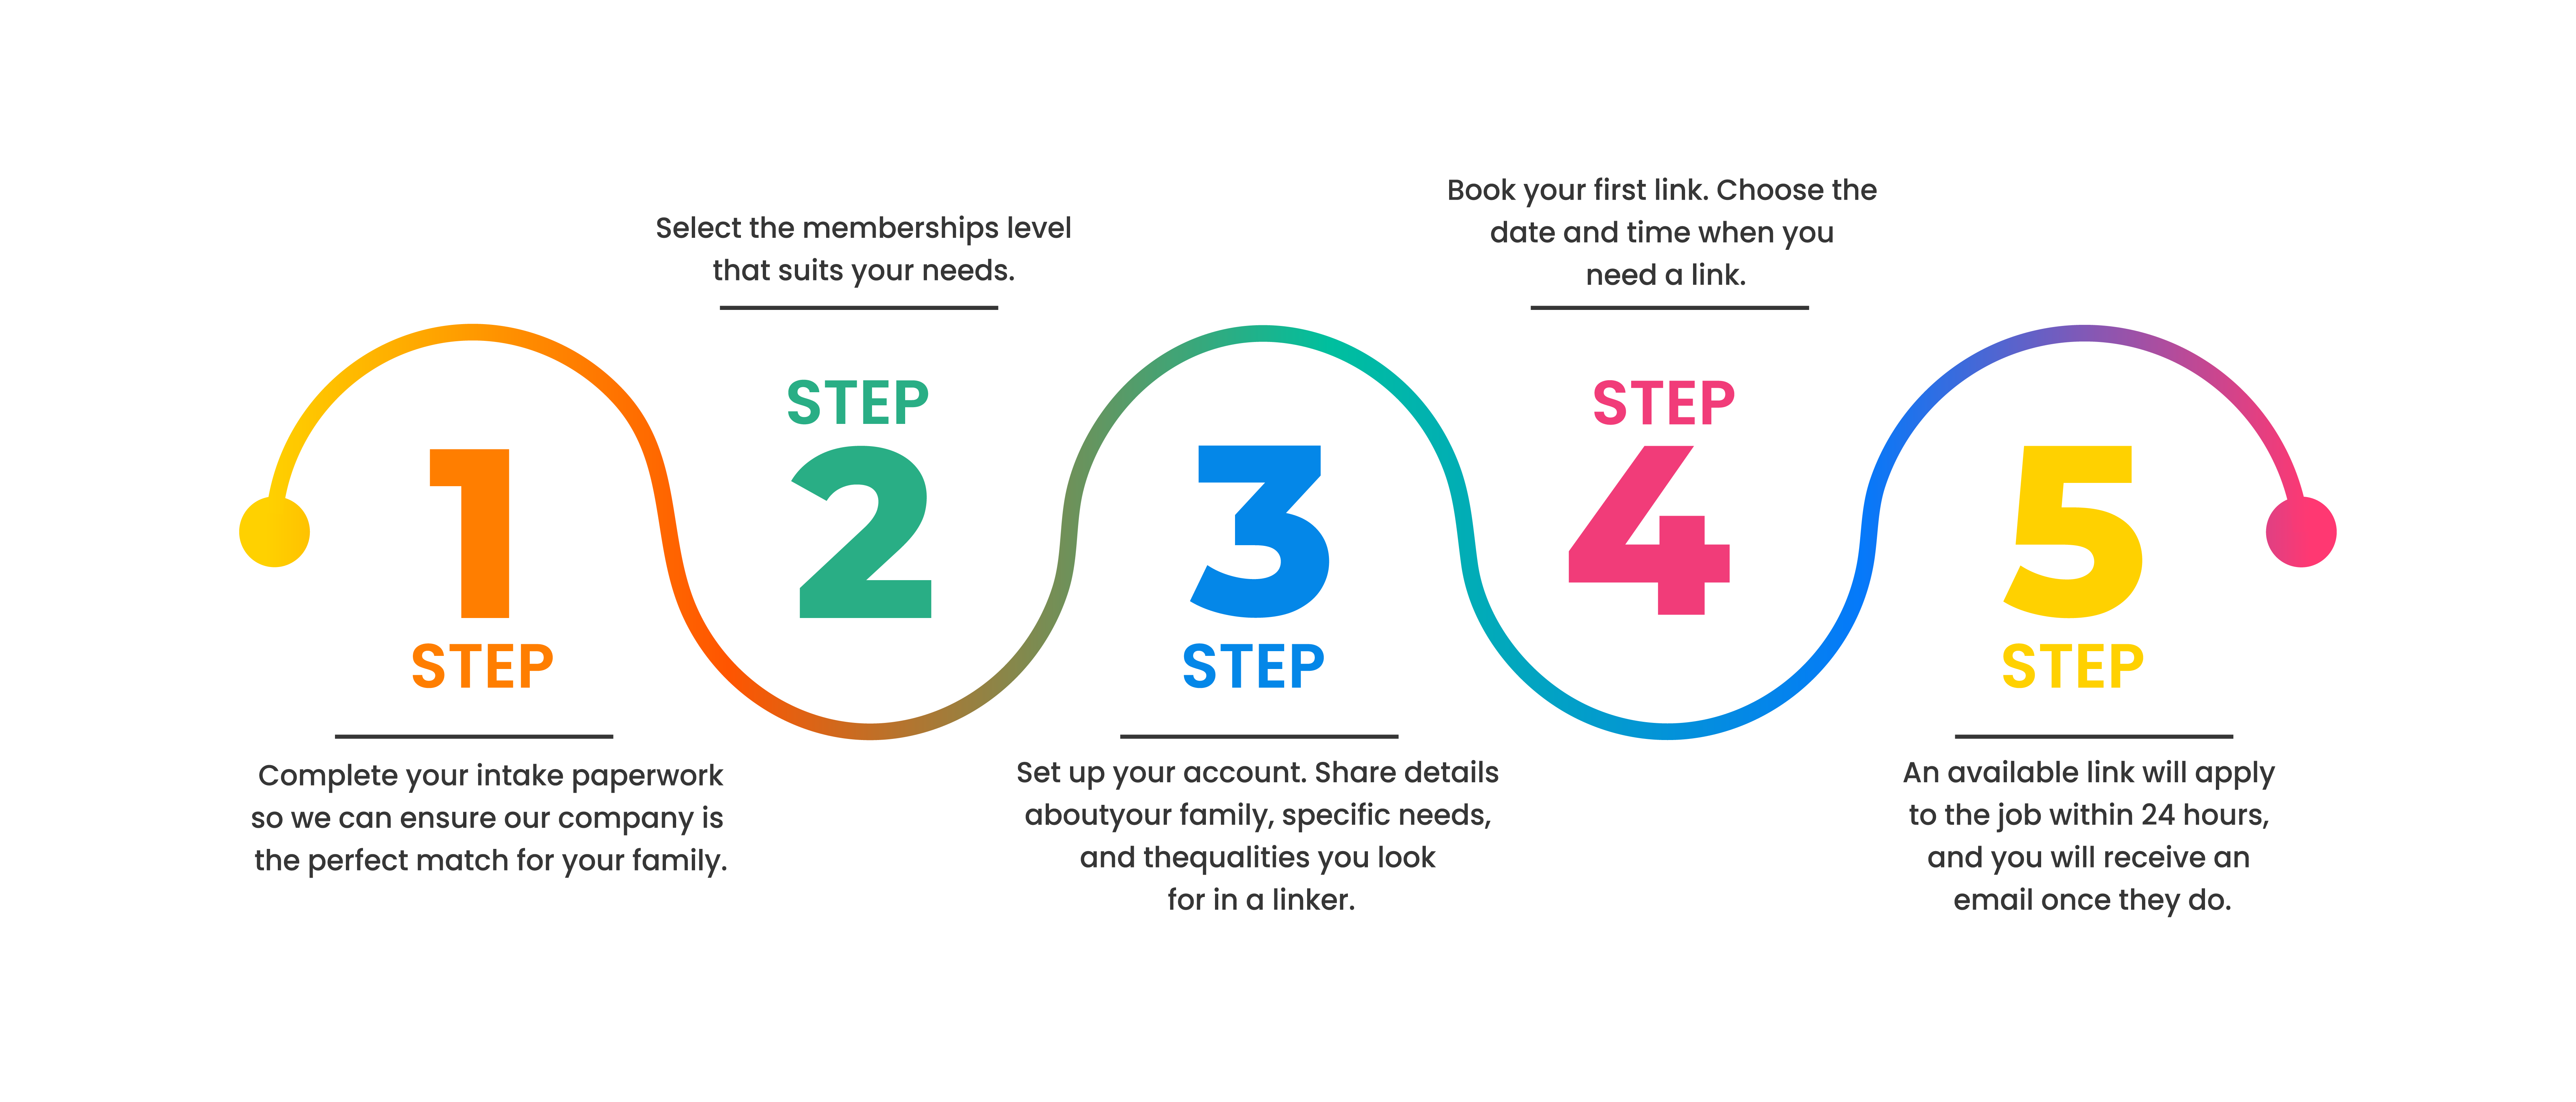 1
STEP
Complete your intake paperwork
so we can ensure our company is
the perfect match for your family.
Select the memberships level
that suits your needs.
STEP
2
3
STEP
Set up your account. Share details
aboutyour family, specific needs,
and thequalities you look
for in a linker.
Book your first link. Choose the
date and time when you
need a link.
STEP
4
5
STEP
An available link will apply
to the job within 24 hours,
and you will receive an
email once they do.